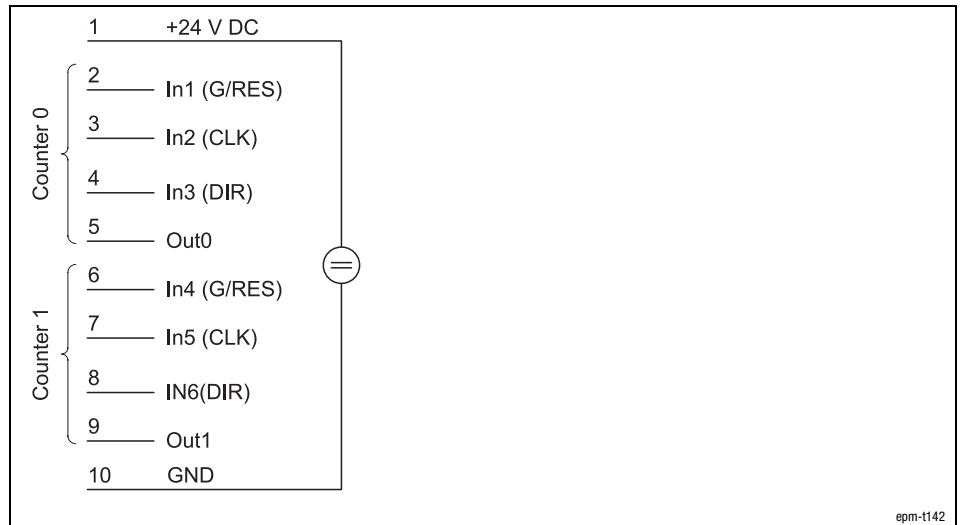 1 +24 V DC
Counter 0
2 In1 (G/RES)
3 In2 (CLK)
4 In3 (DIR)
5 Out0
Counter 1
6 In4 (G/RES)
7 In5 (CLK)
8 IN6(DIR)
9 Out1
10 GND
epm-t142